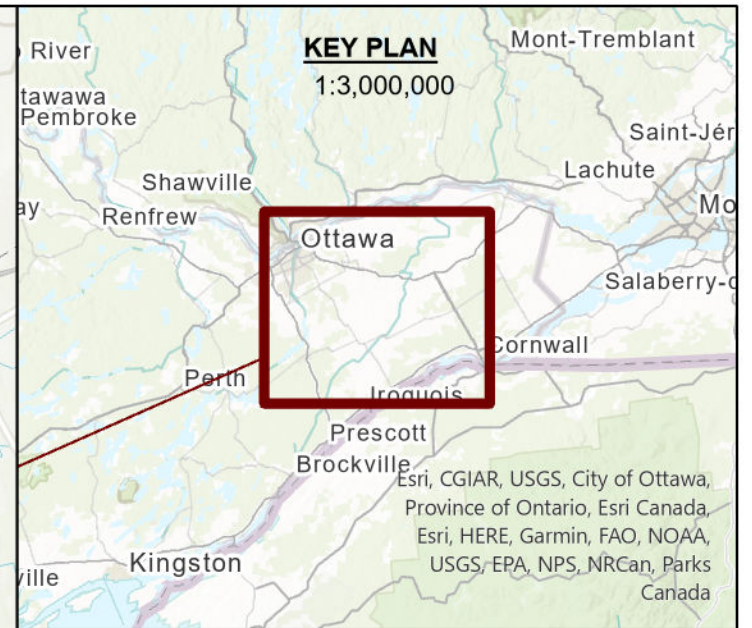 River
KEY PLAN
Mont-Tremblant
1:3,000,000
tawawa
Pembroke
Saint-Jér
Lachute
Shawville
ay
Renfrew
Mo
Ottawa
Salaberry-d
Cornwall
Perth
Iroquois
Prescott
Brockville
Esri, CGIAR, USGS, City of Ottawa,
Province of Ontario, Esri Canada,
Esri, HERE, Garmin, FAO, NOAA,
USGS, EPA, NPS, NRCan, Parks
Canada
Kingston
ville